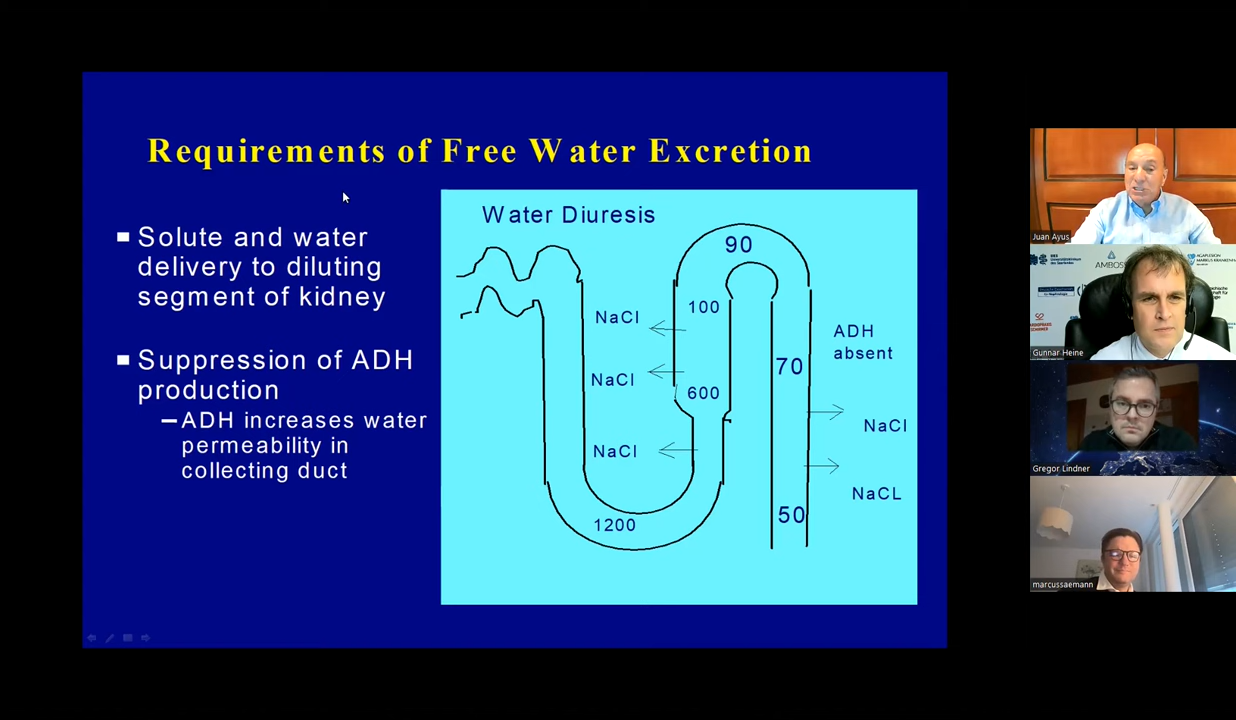 Requirements of Free Water Excretion
Solute and water
delivery to diluting
segment of kidney
Suppression of ADH
production
ADH increases water
permeability in
collecting duct
Water Diuresis
90
100
NaCl
NaCl
600
NaCl
1200
ADH
absent
70
NaCl
NaCL
50
Juan Ayus
AMBOSS
Gunnar Heine
Gregor Lindner
marcussaemann